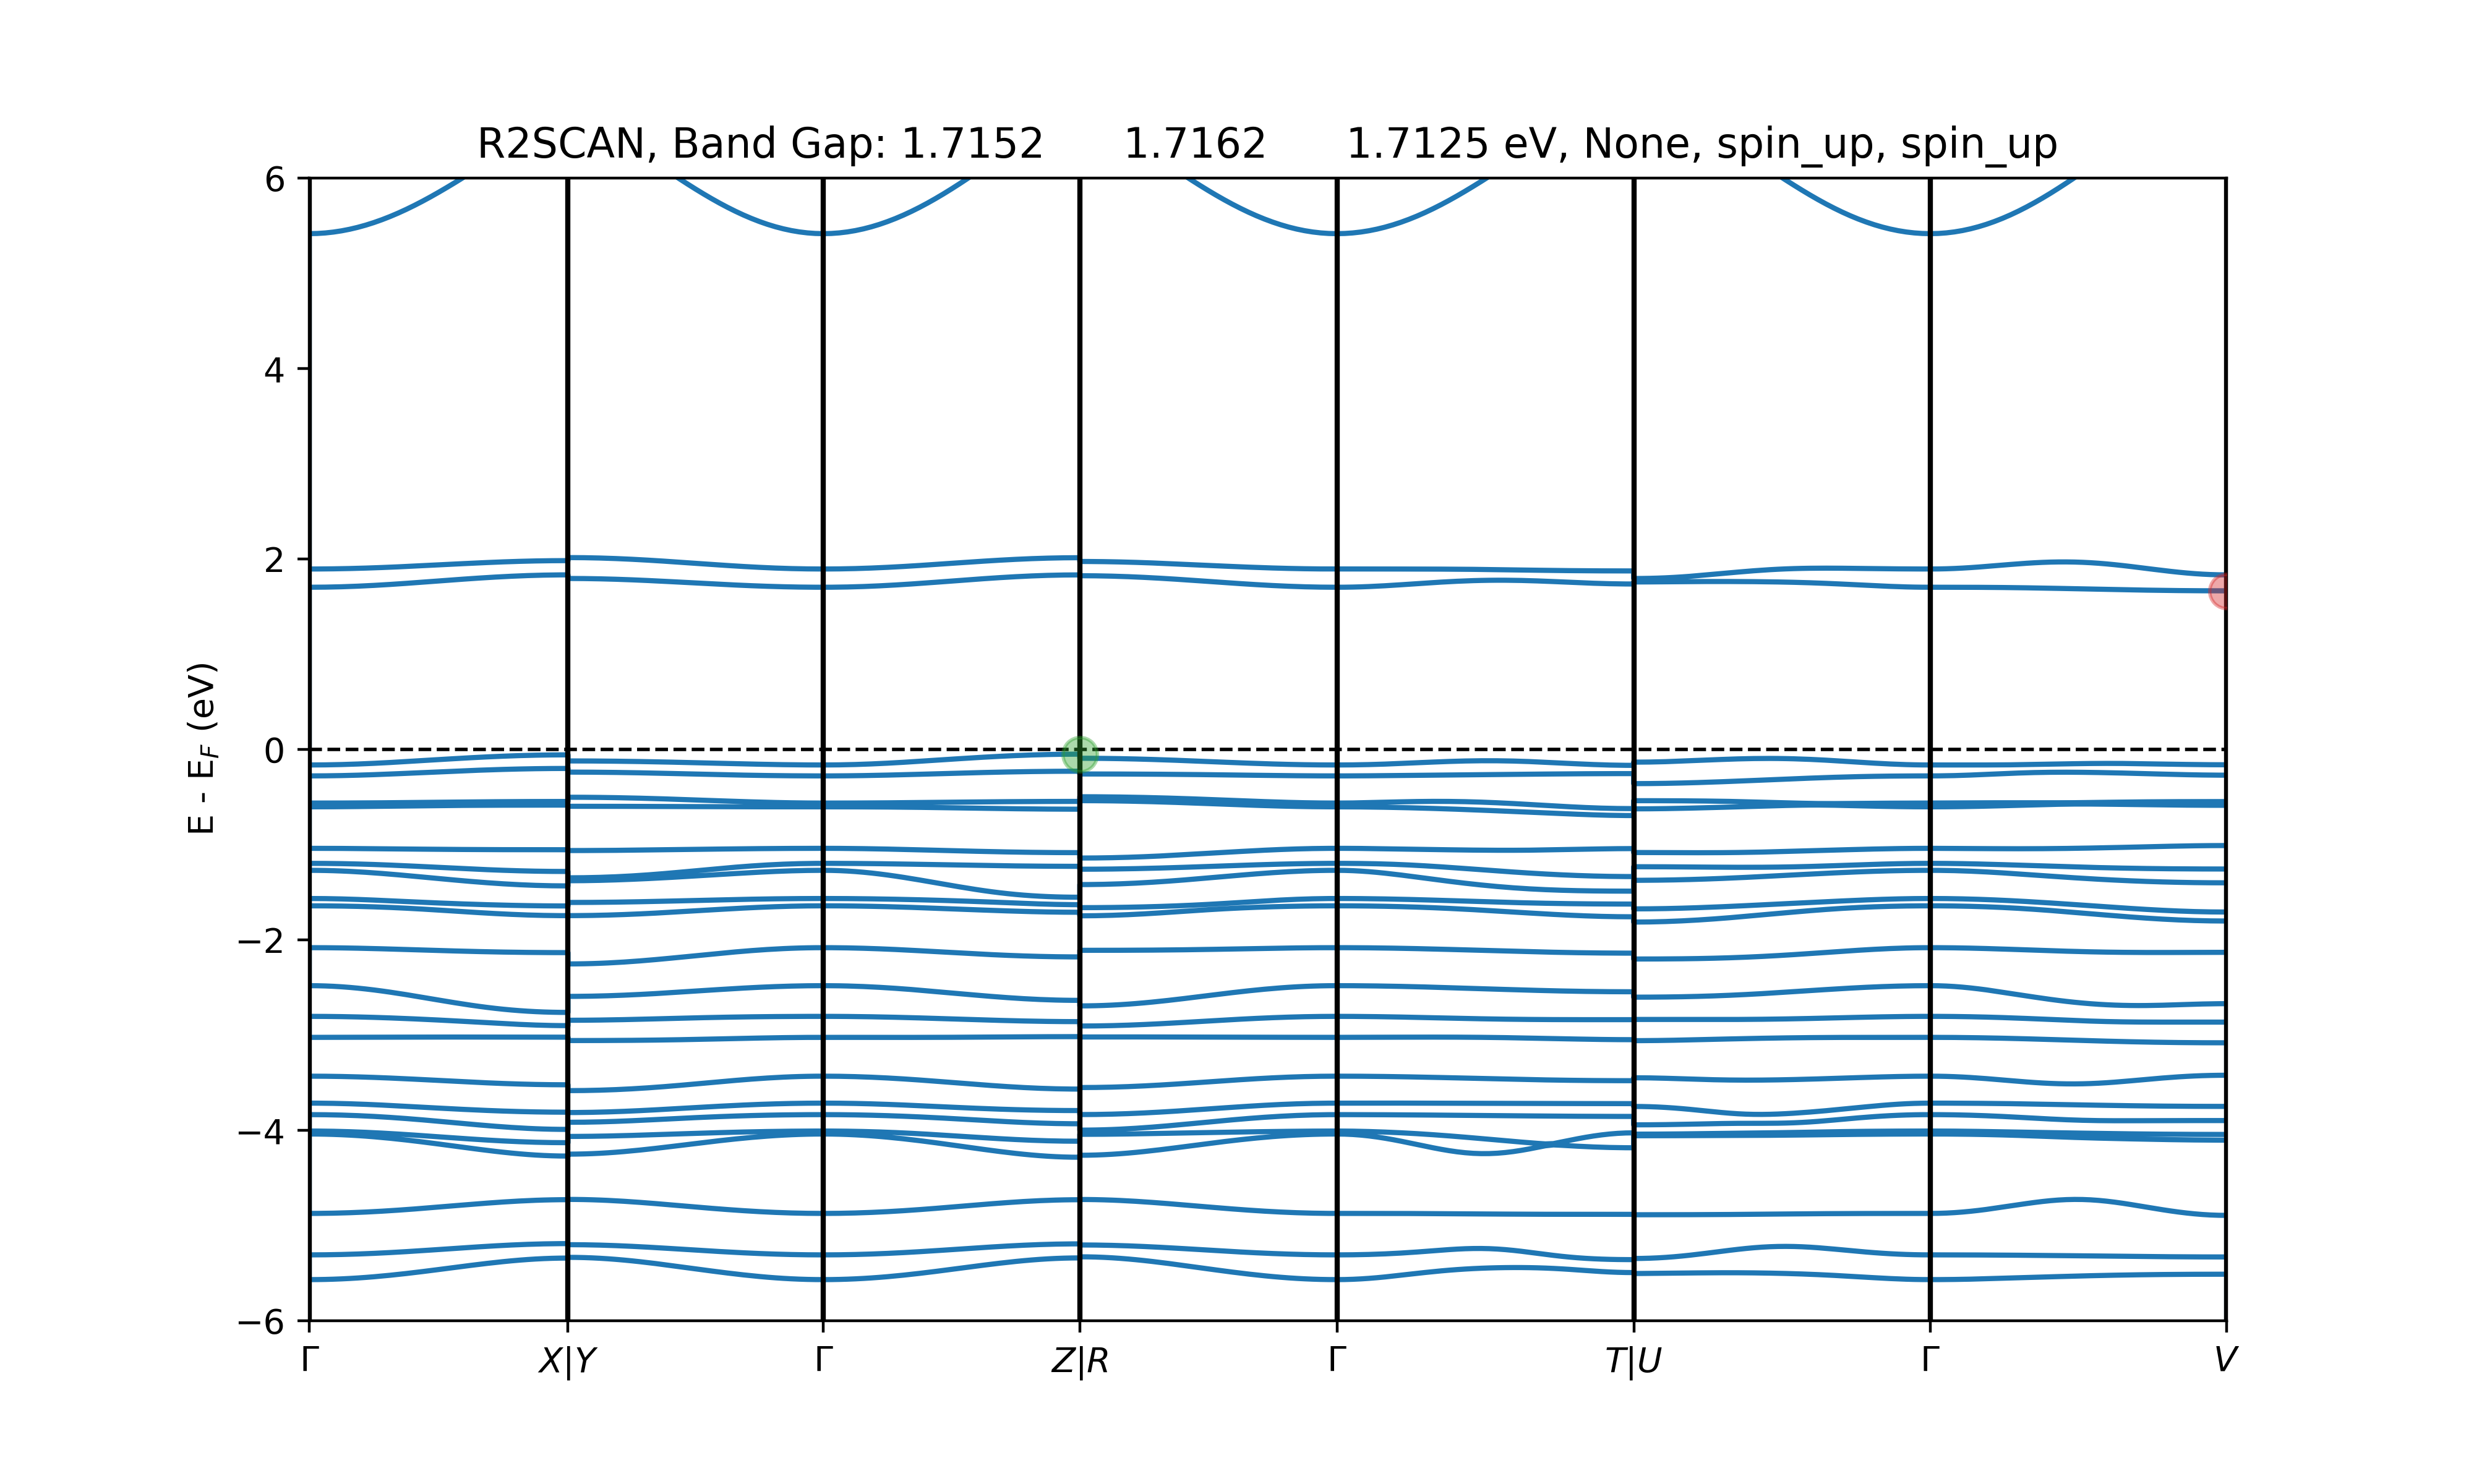 R2SCAN, Band Gap: 1.7152 1.7162 1.7125 eV, None, spin_up, spin_up
6
4
2
0
−2
−4
−6
E - E_F (eV)
Γ X|Y Γ Z|R Γ T|U Γ V